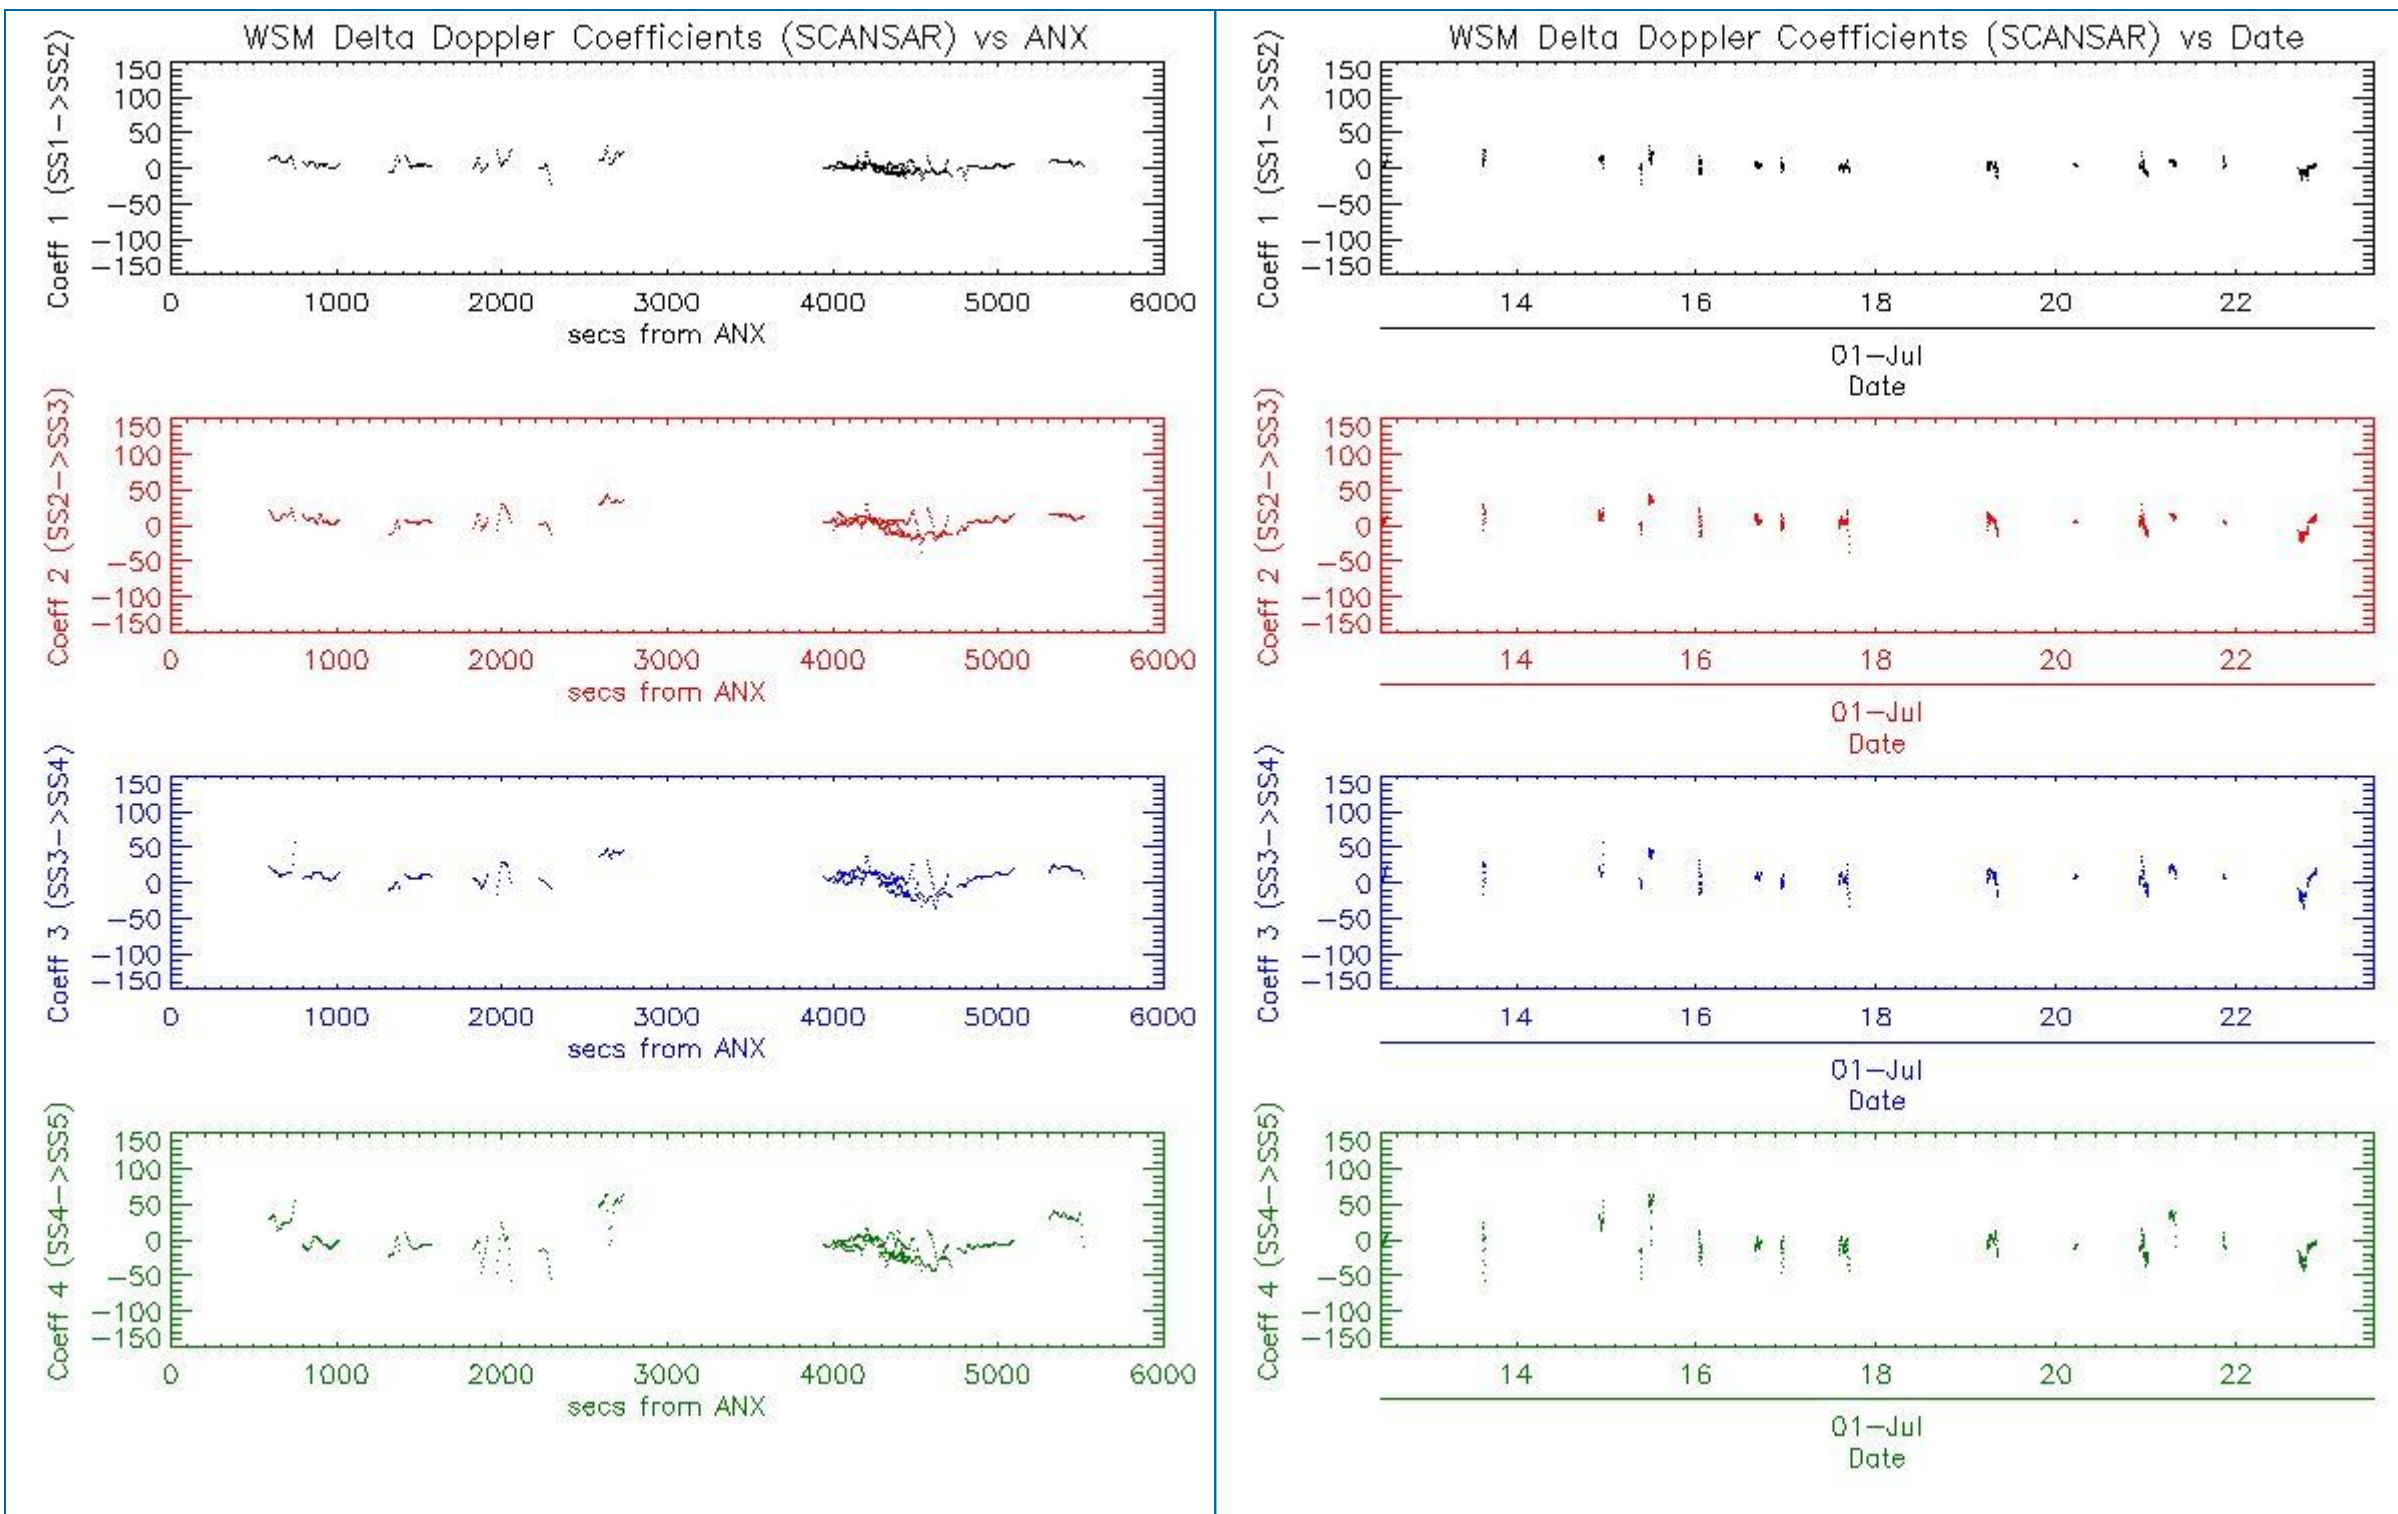 WSM Delta Doppler Coefficients (SCANSAR) vs ANX
Coeff 1 (SS1->SS2)
150
100
50
0
-50
-100
-150
0 1000 2000 3000 4000 5000 6000
secs from ANX
Coeff 2 (SS2->SS3)
150
100
50
0
-50
-100
-150
0 1000 2000 3000 4000 5000 6000
secs from ANX
Coeff 3 (SS3->SS4)
150
100
50
0
-50
-100
-150
0 1000 2000 3000 4000 5000 6000
secs from ANX
Coeff 4 (SS4->SS5)
150
100
50
0
-50
-100
-150
0 1000 2000 3000 4000 5000 6000
secs from ANX
WSM Delta Doppler Coefficients (SCANSAR) vs Date
Coeff 1 (SS1->SS2)
150
100
50
0
-50
-100
-150
14 16 18 20 22
01-Jul
Date
Coeff 2 (SS2->SS3)
150
100
50
0
-50
-100
-150
14 16 18 20 22
01-Jul
Date
Coeff 3 (SS3->SS4)
150
100
50
0
-50
-100
-150
14 16 18 20 22
01-Jul
Date
Coeff 4 (SS4->SS5)
150
100
50
0
-50
-100
-150
14 16 18 20 22
01-Jul
Date